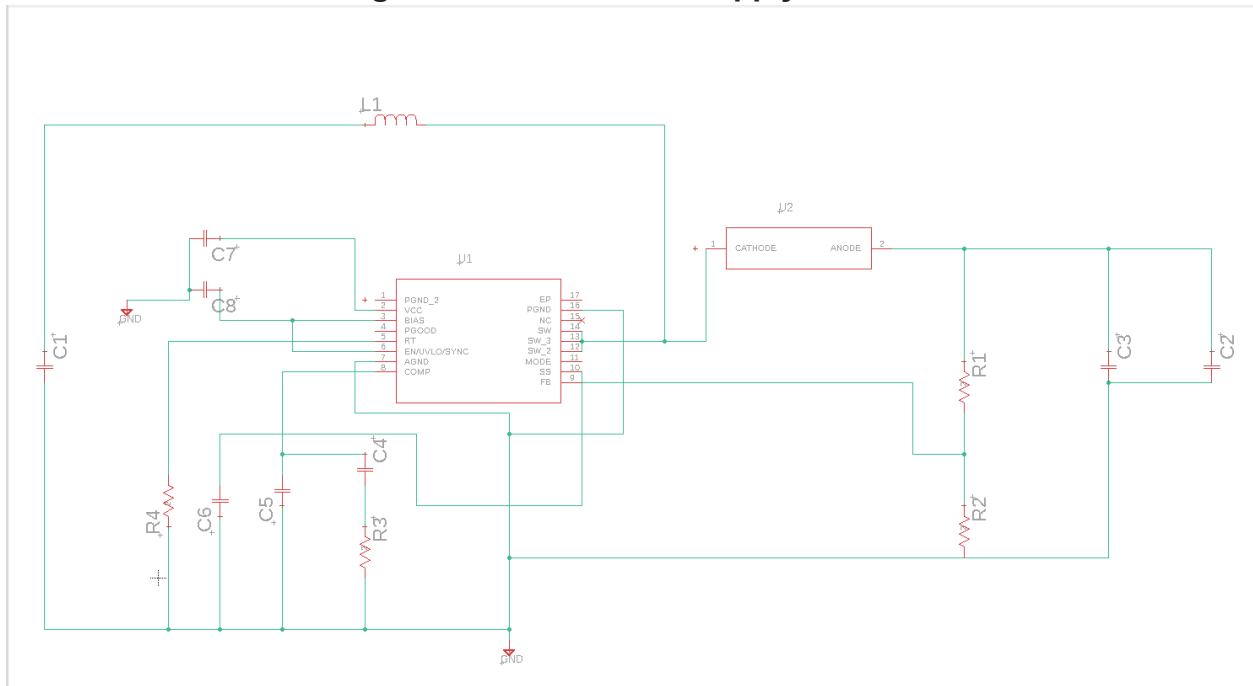 L1
U2
1 CATHODE ANODE 2
C7
U1
C8
GND
1 PGND_2
2 VCC
3 BIAS
4 PGOOD
5 RT
6 EN/UVLO/SYNC
7 AGND
8 COMP
EP 17
PGND 16
NC 15
SW 14
SW_3 13
SW_2 12
MODE 11
SS 10
FB 9
C1
C3
C2
R1
C4
R4
C6
C5
R3
R2
GND